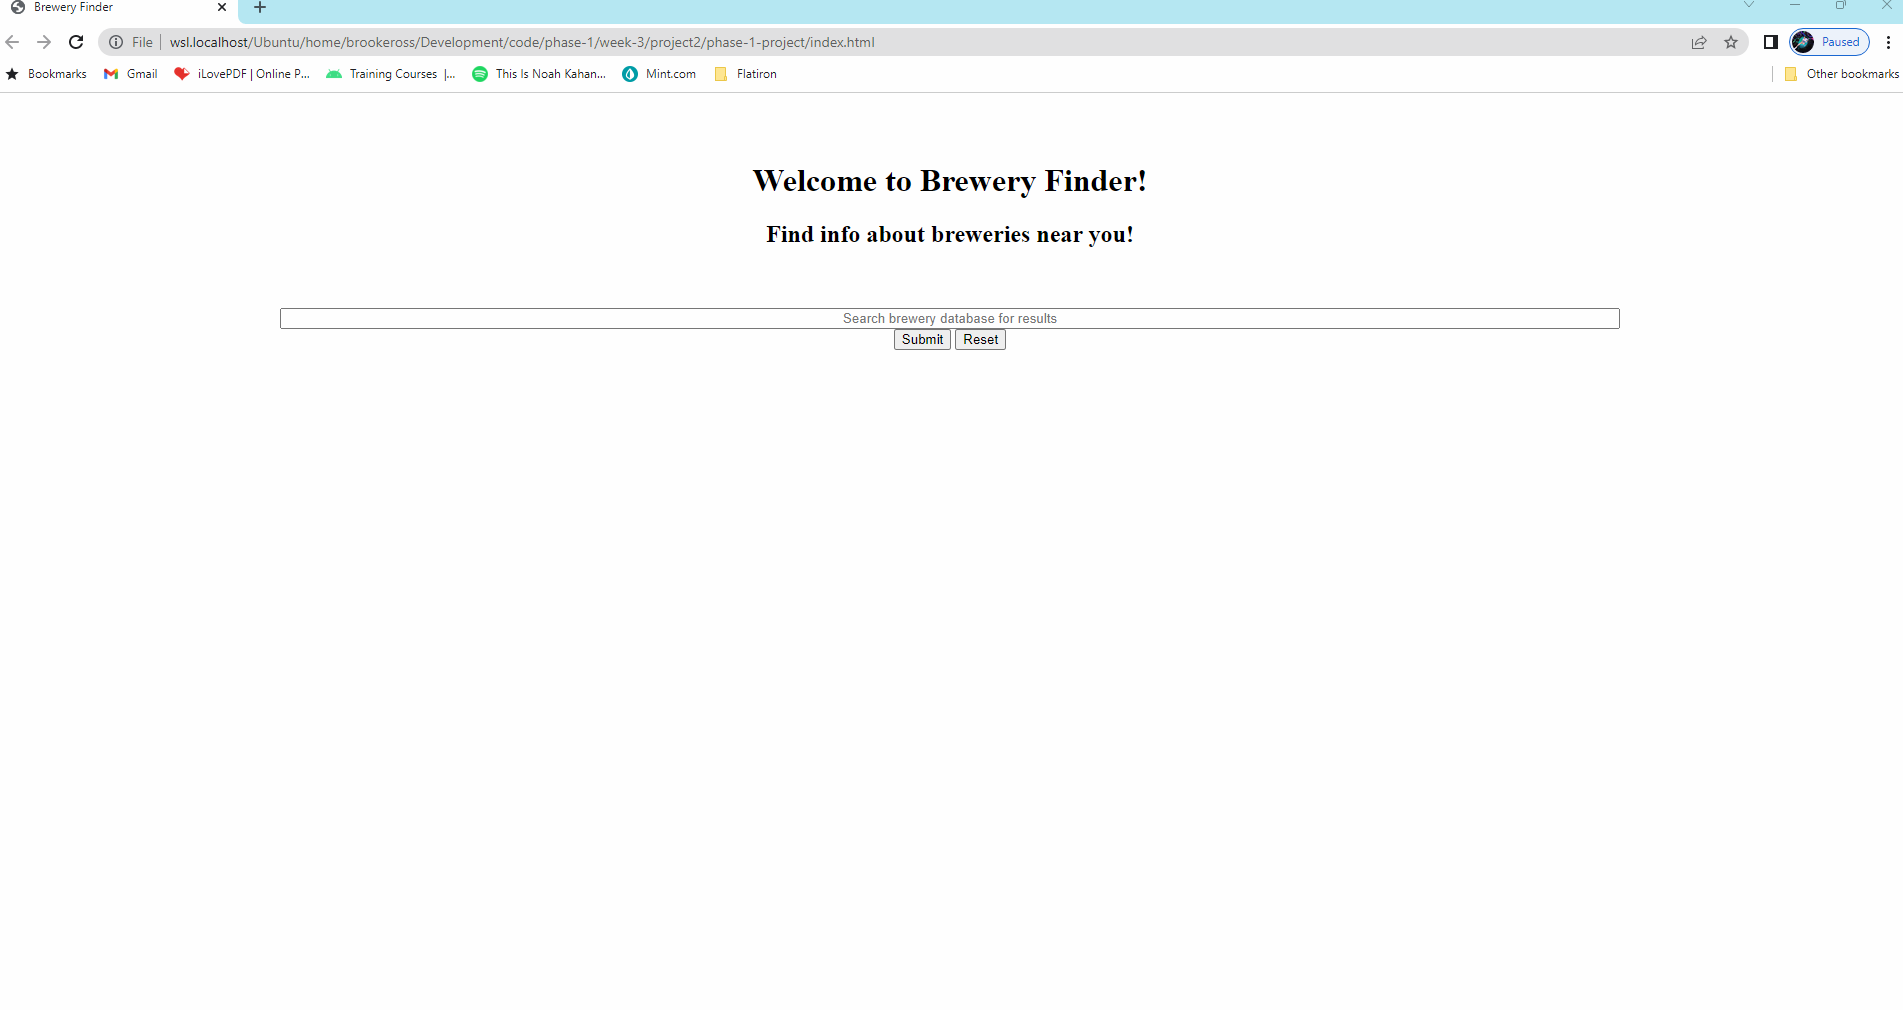 Brewery Finder
File wsl.localhost/Ubuntu/home/brookeross/Development/code/phase-1/week-3/project2/phase-1-project/index.html Paused
Bookmarks Gmail iLovePDF | Online P... Training Courses |... This Is Noah Kahan... Mint.com Flatiron Other bookmarks
Welcome to Brewery Finder!
Find info about breweries near you!
Search brewery database for results
Submit Reset